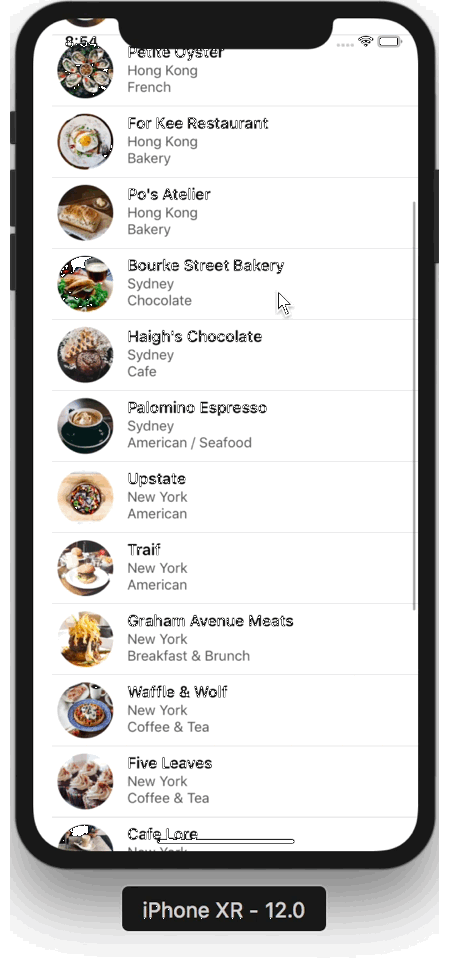 8:54
Petite Oyster
Hong Kong
French
For Kee Restaurant
Hong Kong
Bakery
Po's Atelier
Hong Kong
Bakery
Bourke Street Bakery
Sydney
Chocolate
Haigh's Chocolate
Sydney
Cafe
Palomino Espresso
Sydney
American / Seafood
Upstate
New York
American
Traif
New York
American
Graham Avenue Meats
New York
Breakfast & Brunch
Waffle & Wolf
New York
Coffee & Tea
Five Leaves
New York
Coffee & Tea
Cafe Lore
New York
iPhone XR - 12.0